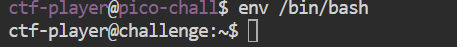 ctf-player@pico-chall$ env /bin/bash
ctf-player@challenge:~$